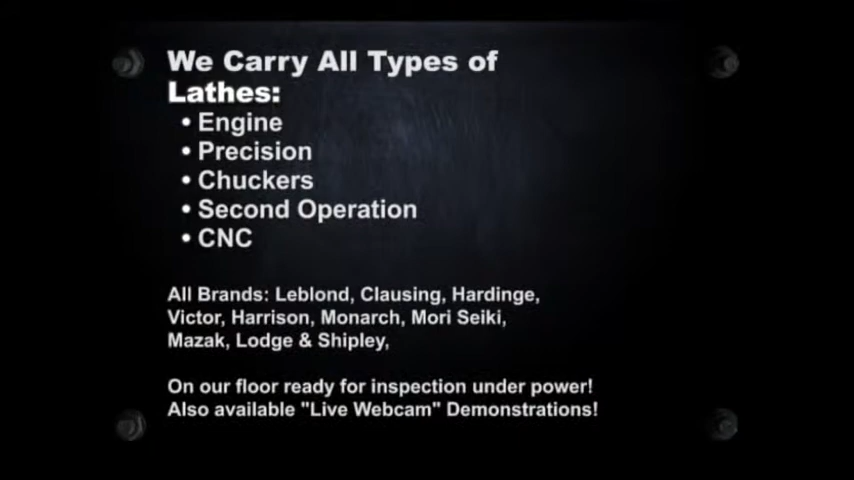 We Carry All Types of
Lathes:
• Engine
• Precision
• Chuckers
• Second Operation
• CNC
All Brands: Leblond, Clausing, Hardinge,
Victor, Harrison, Monarch, Mori Seiki,
Mazak, Lodge & Shipley,
On our floor ready for inspection under power!
Also available "Live Webcam" Demonstrations!